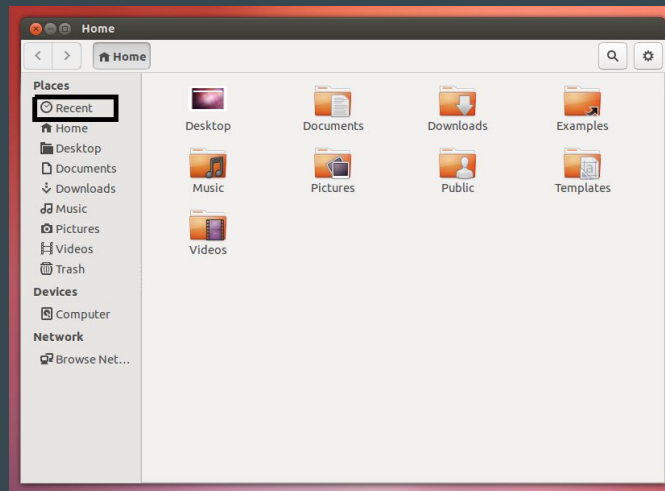 Home
Home
Places
Recent
Home
Desktop
Documents
Downloads
Music
Pictures
Videos
Trash
Devices
Computer
Network
Browse Net...
Desktop Documents Downloads Examples
Music Pictures Public Templates
Videos